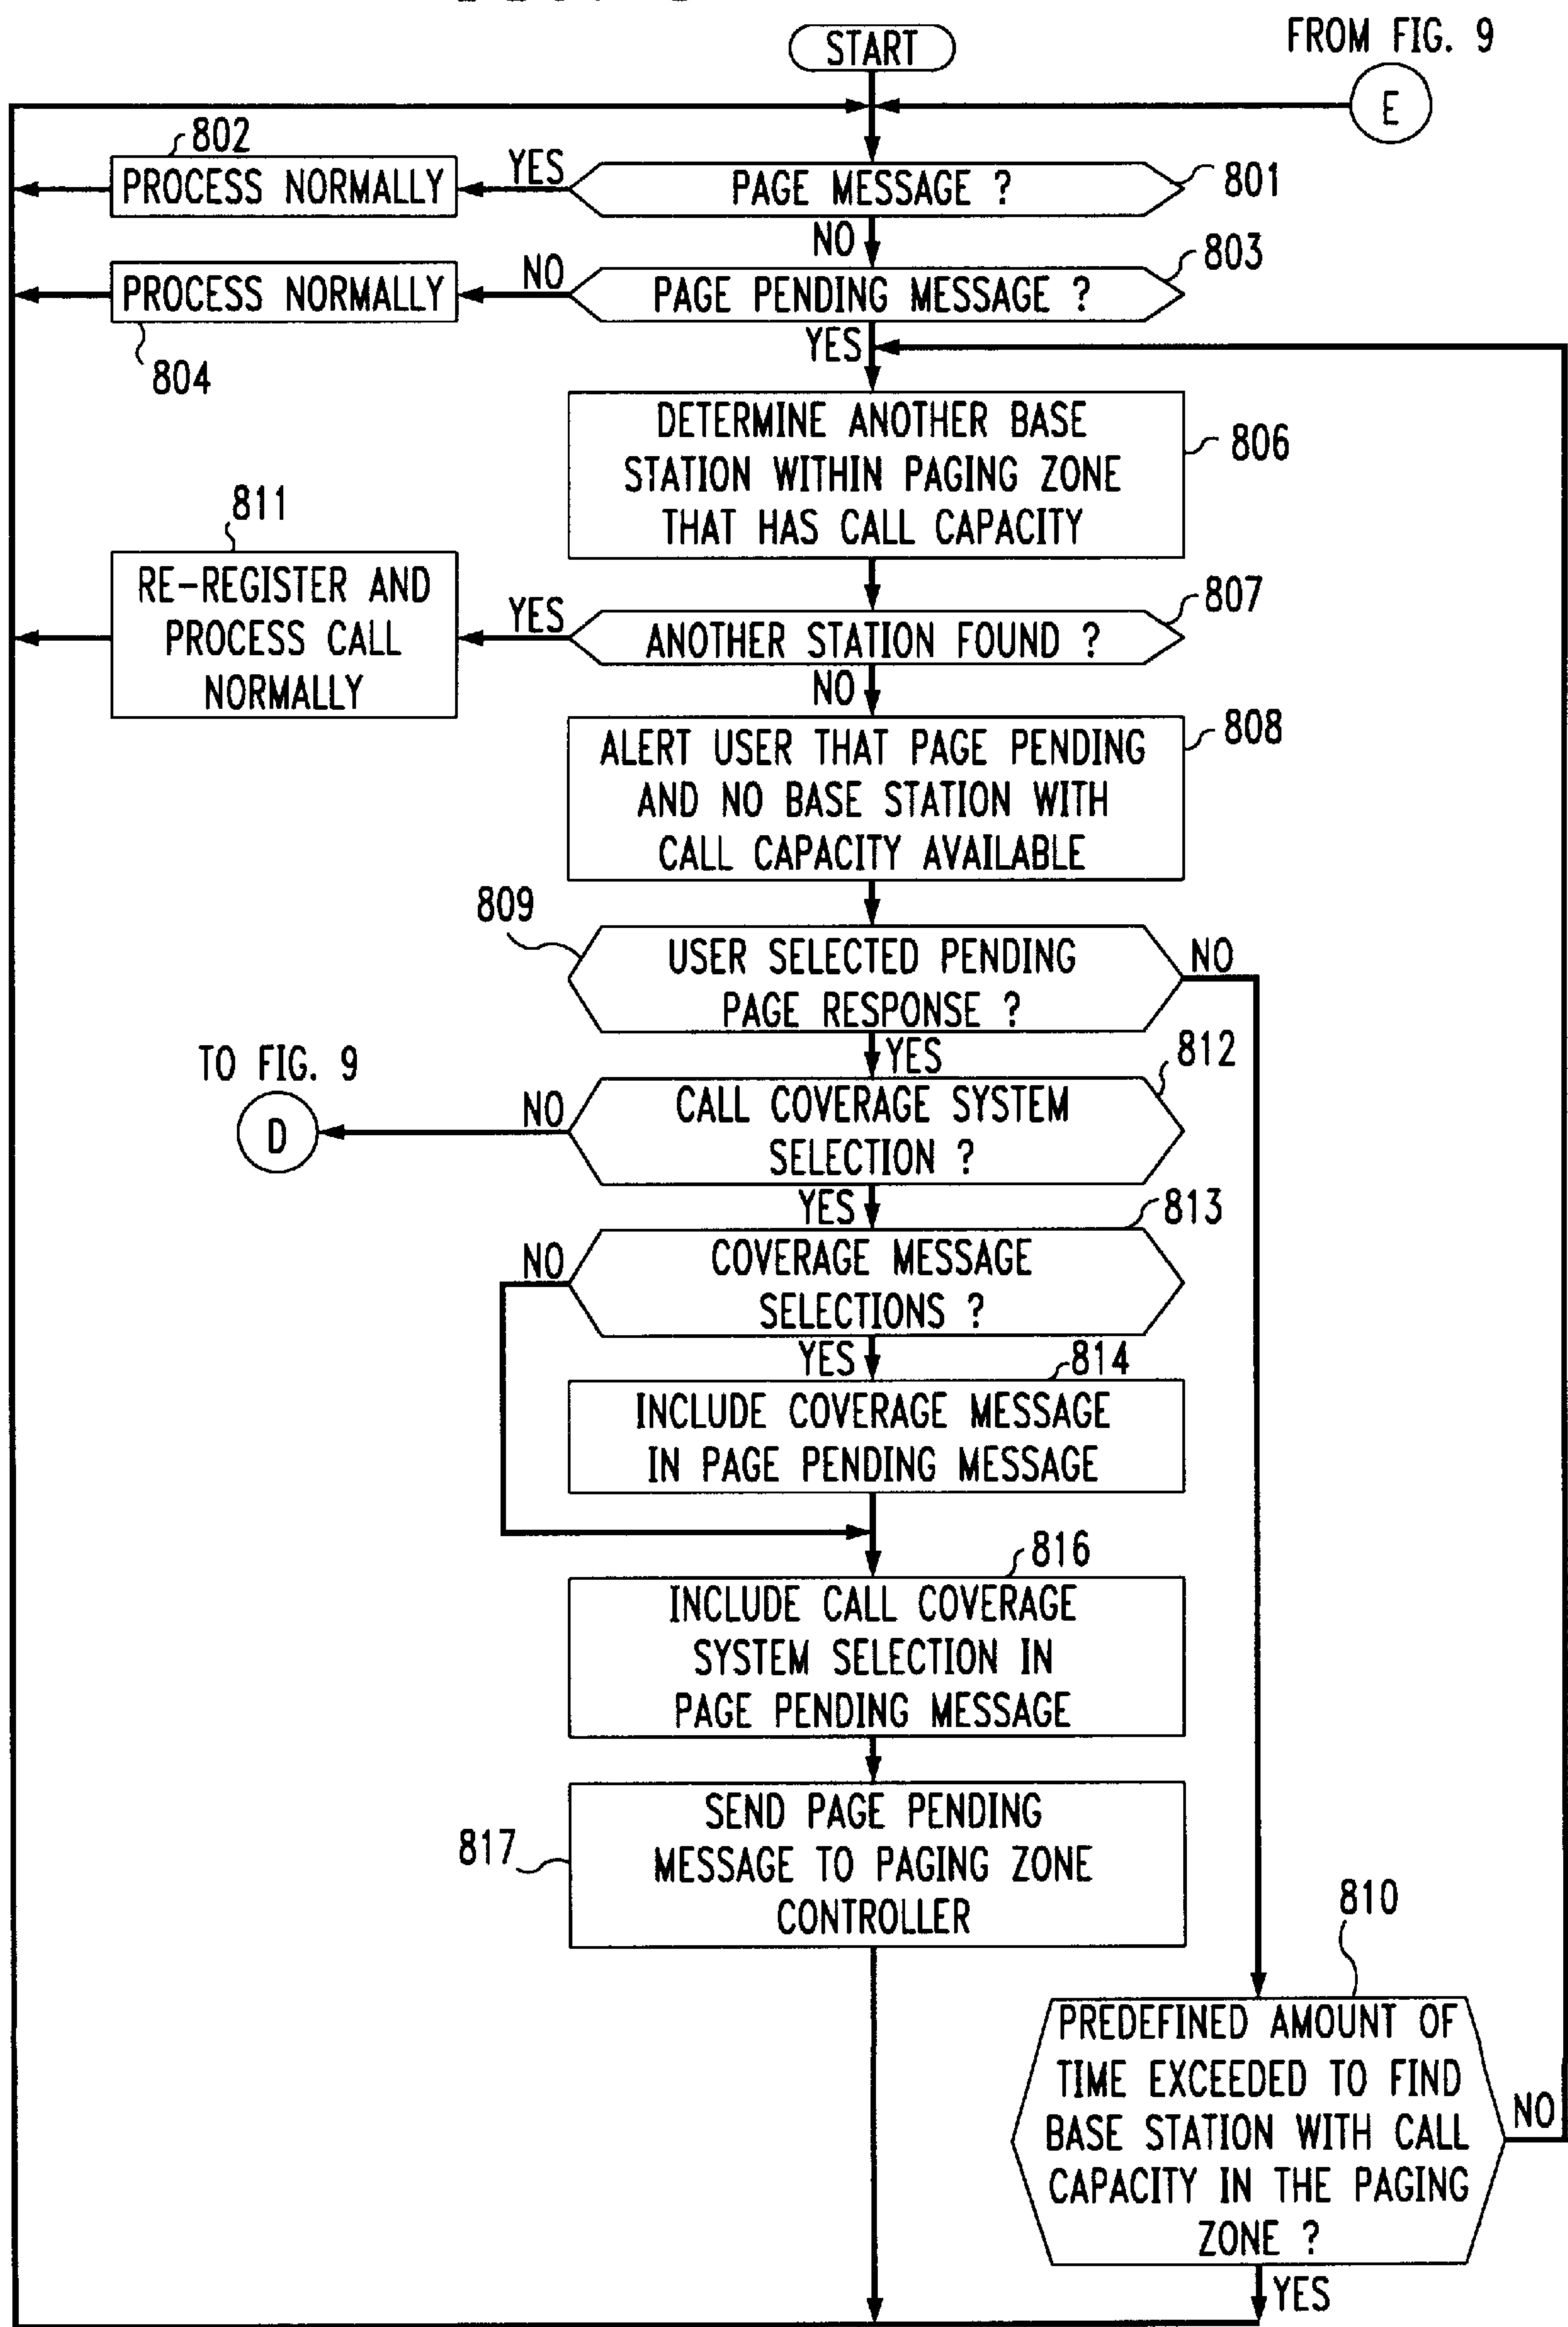 START
FROM FIG. 9
E
802
PROCESS NORMALLY
YES
PAGE MESSAGE ?
801
NO
803
PROCESS NORMALLY
NO
PAGE PENDING MESSAGE ?
804
YES
DETERMINE ANOTHER BASE
STATION WITHIN PAGING ZONE
THAT HAS CALL CAPACITY
806
811
RE-REGISTER AND
PROCESS CALL
NORMALLY
YES
ANOTHER STATION FOUND ?
807
NO
ALERT USER THAT PAGE PENDING
AND NO BASE STATION WITH
CALL CAPACITY AVAILABLE
808
809
USER SELECTED PENDING
PAGE RESPONSE ?
NO
YES
TO FIG. 9
D
NO
CALL COVERAGE SYSTEM
SELECTION ?
812
YES
813
NO
COVERAGE MESSAGE
SELECTIONS ?
YES
814
INCLUDE COVERAGE MESSAGE
IN PAGE PENDING MESSAGE
816
INCLUDE CALL COVERAGE
SYSTEM SELECTION IN
PAGE PENDING MESSAGE
817
SEND PAGE PENDING
MESSAGE TO PAGING ZONE
CONTROLLER
810
PREDEFINED AMOUNT OF
TIME EXCEEDED TO FIND
BASE STATION WITH CALL
CAPACITY IN THE PAGING
ZONE ?
NO
YES